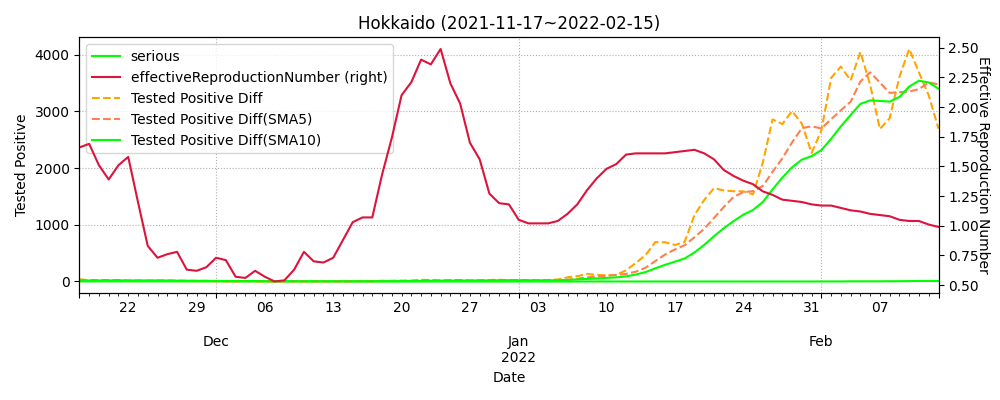 Hokkaido (2021-11-17~2022-02-15)
serious
effectiveReproductionNumber (right)
Tested Positive Diff
Tested Positive Diff(SMA5)
Tested Positive Diff(SMA10)
Tested Positive
4000
3000
2000
1000
0
2.50
2.25
2.00
1.75
1.50
1.25
1.00
0.75
0.50
Effective Reproduction Number
22 29 06 13 20 27 03 10 17 24 31 07
Dec Jan Feb
2022
Date